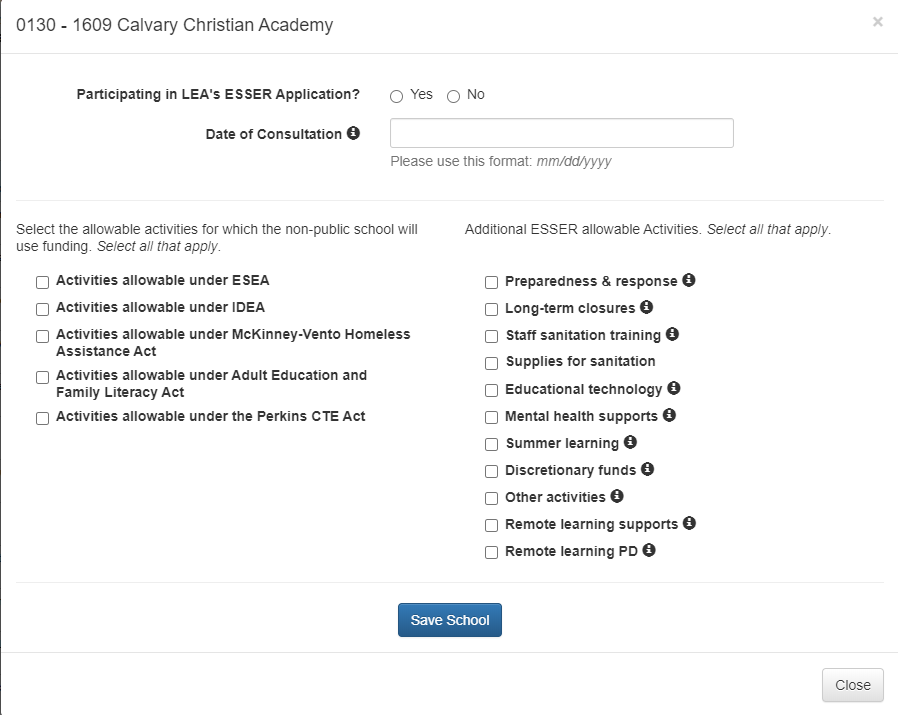 0130 - 1609 Calvary Christian Academy
×
Participating in LEA's ESSER Application?
Yes
No
Date of Consultation
Please use this format: mm/dd/yyyy
Select the allowable activities for which the non-public school will
use funding. Select all that apply.
Activities allowable under ESEA
Activities allowable under IDEA
Activities allowable under McKinney-Vento Homeless
Assistance Act
Activities allowable under Adult Education and
Family Literacy Act
Activities allowable under the Perkins CTE Act
Additional ESSER allowable Activities. Select all that apply.
Preparedness & response
Long-term closures
Staff sanitation training
Supplies for sanitation
Educational technology
Mental health supports
Summer learning
Discretionary funds
Other activities
Remote learning supports
Remote learning PD
Save School
Close